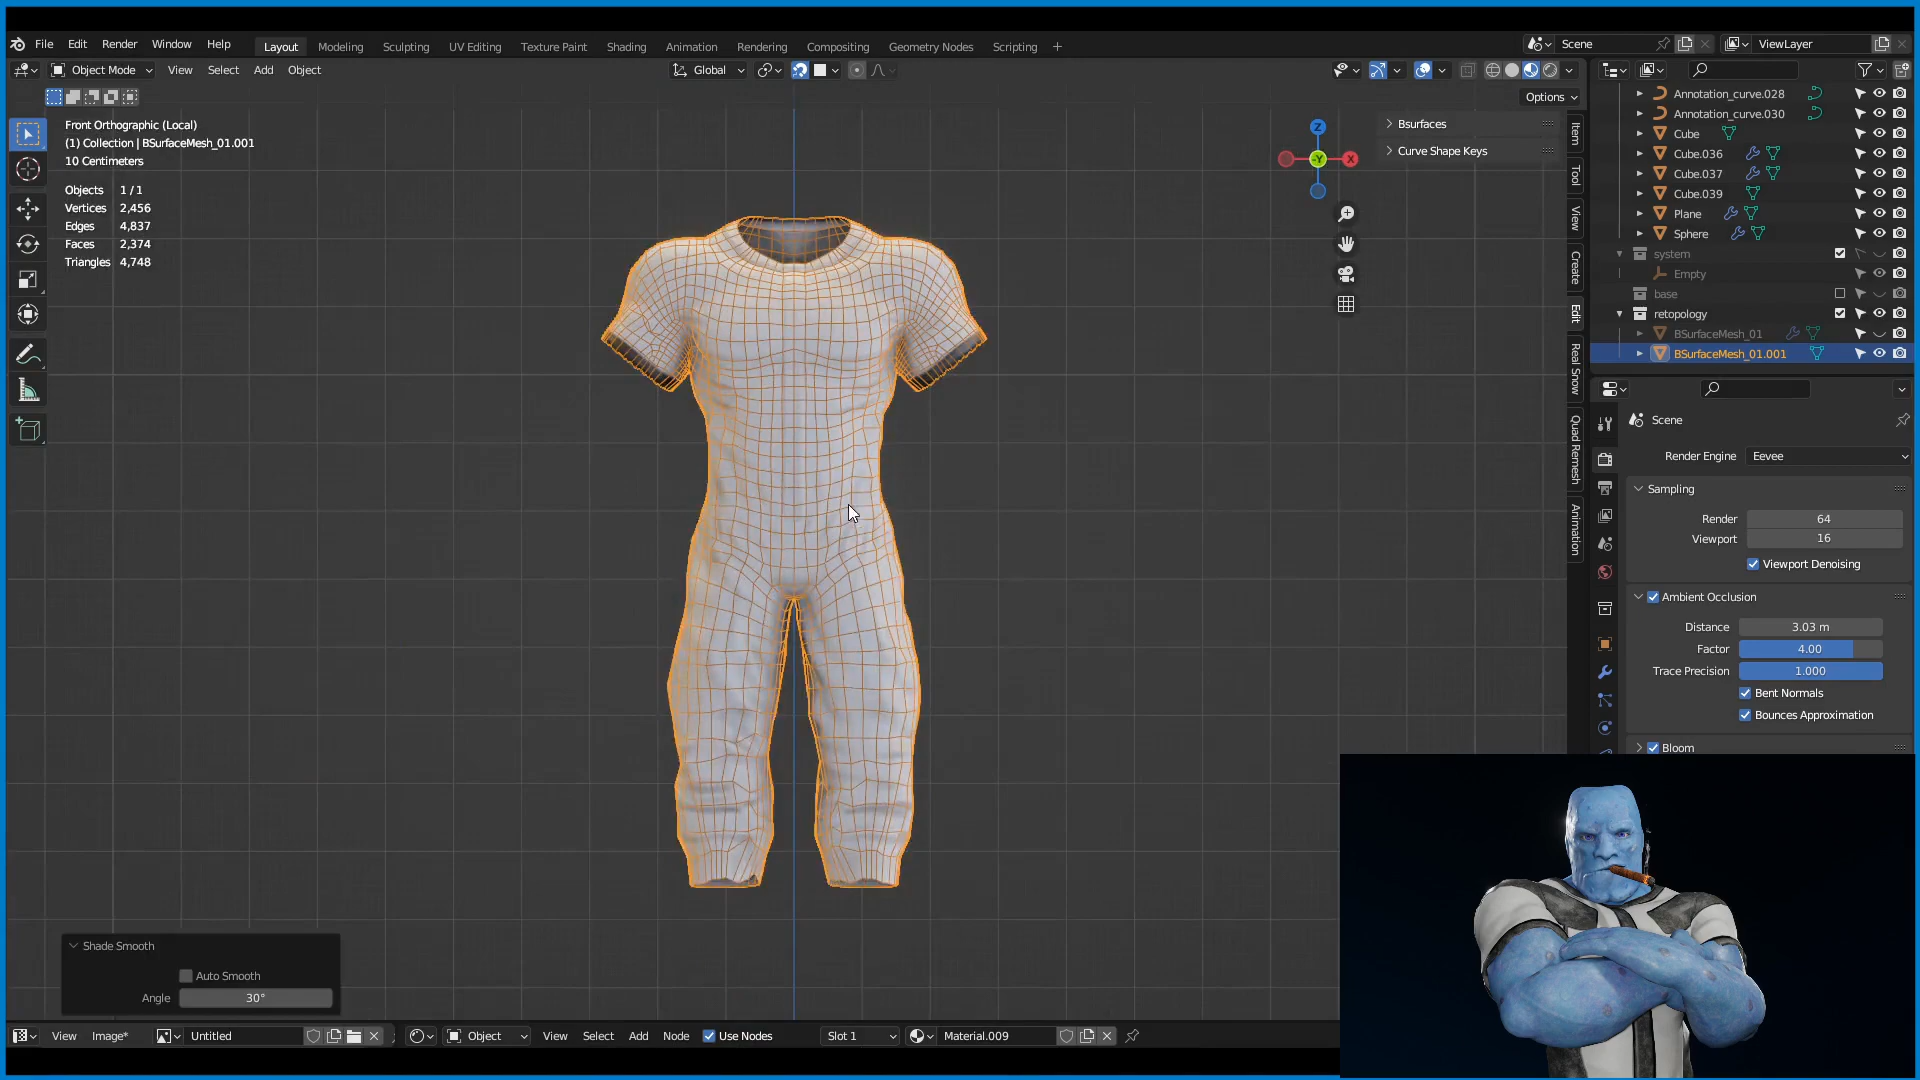 File Edit Render Window Help Layout Modeling Sculpting UV Editing Texture Paint Shading Animation Rendering Compositing Geometry Nodes Scripting + Scene ViewLayer
Object Mode View Select Add Object Global
Options
Front Orthographic (Local)
(1) Collection | BSurfaceMesh_01.001
10 Centimeters
Objects 1 / 1
Vertices 2,456
Edges 4,837
Faces 2,374
Triangles 4,748
Z
-Y
X
Bsurfaces
Curve Shape Keys
Item
Tool
View
Create
Edit
Real Snow
Quad Remesh
Animation
Annotation_curve.028
Annotation_curve.030
Cube
Cube.036
Cube.037
Cube.039
Plane
Sphere
system
Empty
base
retopology
BSurfaceMesh_01
BSurfaceMesh_01.001
Scene
Render Engine Eevee
Sampling
Render 64
Viewport 16
Viewport Denoising
Ambient Occlusion
Distance 3.03 m
Factor 4.00
Trace Precision 1.000
Bent Normals
Bounces Approximation
Bloom
Shade Smooth
Auto Smooth
Angle 30°
View Image* Untitled Object View Select Add Node Use Nodes Slot 1 Material.009